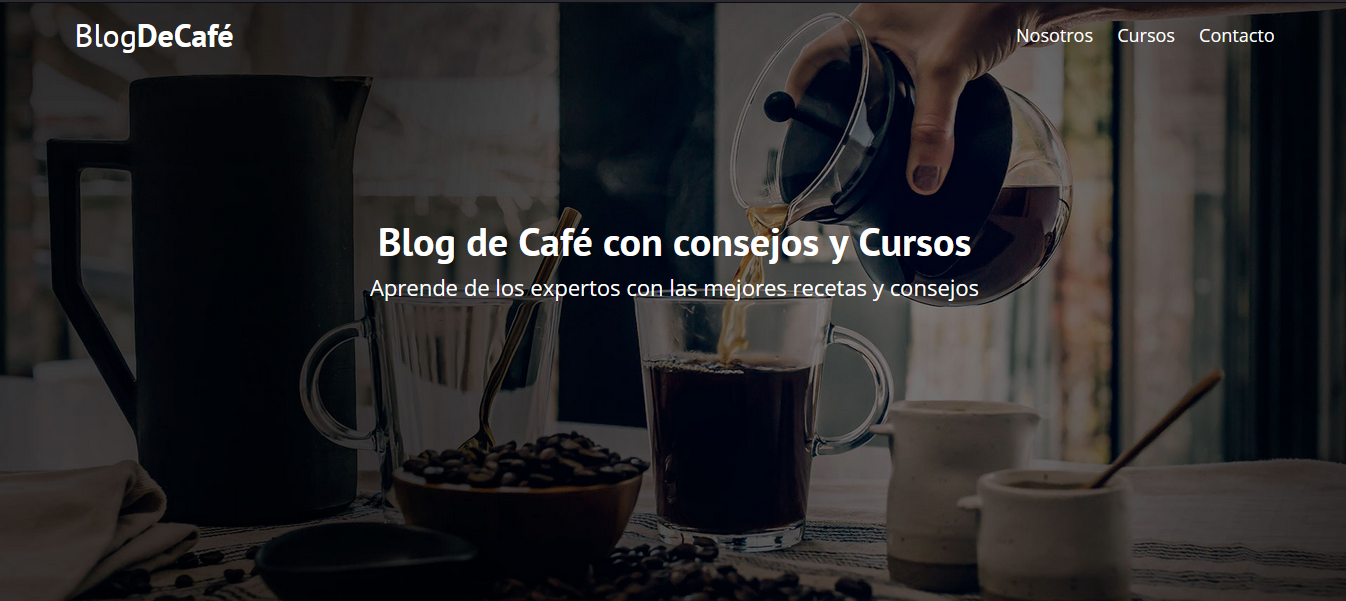 BlogDeCafé
Nosotros Cursos Contacto
Blog de Café con consejos y Cursos
Aprende de los expertos con las mejores recetas y consejos